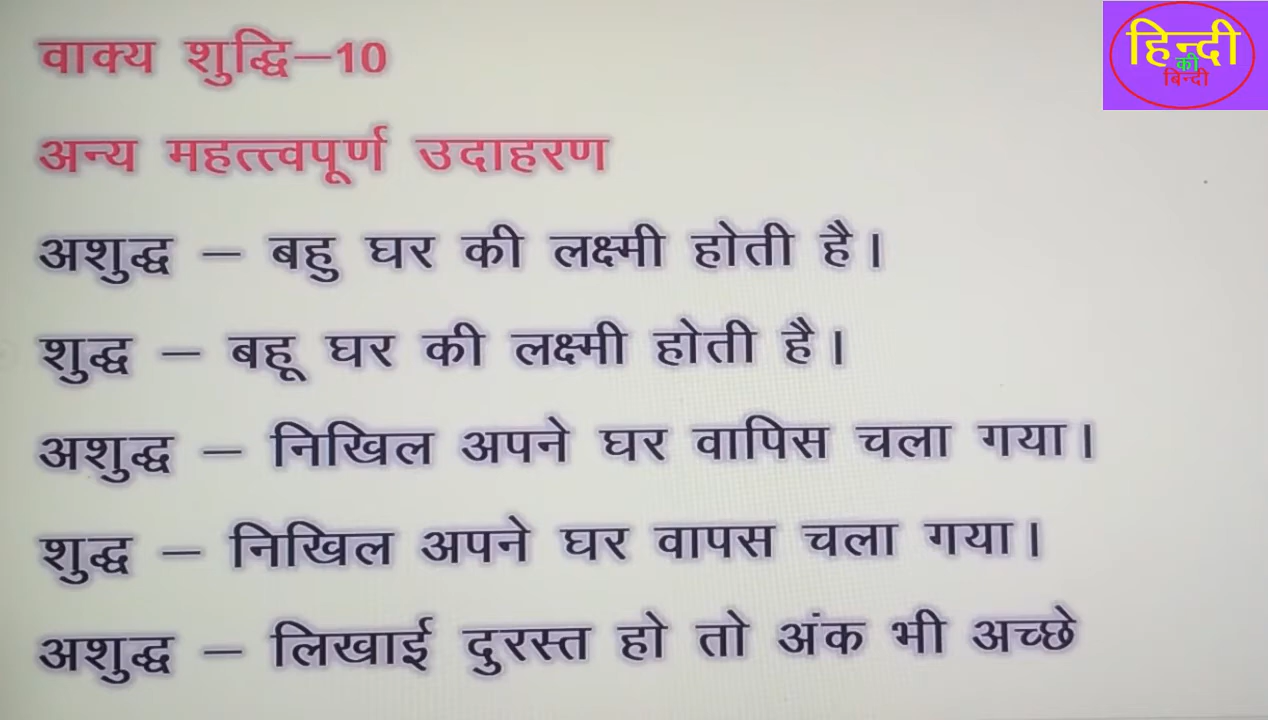 वाक्य शुद्धि–10
हिन्दी
की
बिन्दी
अन्य महत्त्वपूर्ण उदाहरण
अशुद्ध – बहु घर की लक्ष्मी होती है।
शुद्ध – बहू घर की लक्ष्मी होती है।
अशुद्ध – निखिल अपने घर वापिस चला गया।
शुद्ध – निखिल अपने घर वापस चला गया।
अशुद्ध – लिखाई दुरस्त हो तो अंक भी अच्छे